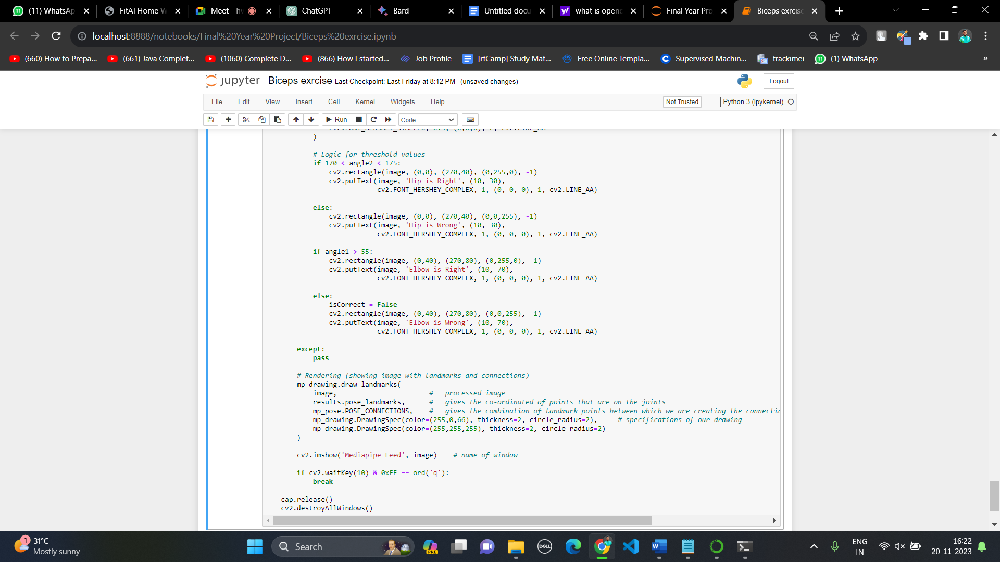 (11) WhatsAp
FitAI Home W
Meet - hv
ChatGPT
Bard
Untitled docu
what is openc
Final Year Pro
Biceps exrcise
localhost:8888/notebooks/Final%20Year%20Project/Biceps%20exrcise.ipynb
(660) How to Prepa...
(661) Java Complet...
(1060) Complete D...
(866) How I started...
Job Profile
[rtCamp] Study Mat...
Free Online Templa...
Supervised Machin...
trackimei
(1) WhatsApp
»
jupyter Biceps exrcise Last Checkpoint: Last Friday at 8:12 PM (unsaved changes)
Logout
File Edit View Insert Cell Kernel Widgets Help
Not Trusted
Python 3 (ipykernel)
Run
Code
cv2.FONT_HERSHEY_SIMPLEX, 0.5, (0,0,0), 2, cv2.LINE_AA
)
# Logic for threshold values
if 170 < angle2 < 175:
cv2.rectangle(image, (0,0), (270,40), (0,255,0), -1)
cv2.putText(image, 'Hip is Right', (10, 30),
cv2.FONT_HERSHEY_COMPLEX, 1, (0, 0, 0), 1, cv2.LINE_AA)
else:
cv2.rectangle(image, (0,0), (270,40), (0,0,255), -1)
cv2.putText(image, 'Hip is Wrong', (10, 30),
cv2.FONT_HERSHEY_COMPLEX, 1, (0, 0, 0), 1, cv2.LINE_AA)
if angle1 > 55:
cv2.rectangle(image, (0,40), (270,80), (0,255,0), -1)
cv2.putText(image, 'Elbow is Right', (10, 70),
cv2.FONT_HERSHEY_COMPLEX, 1, (0, 0, 0), 1, cv2.LINE_AA)
else:
isCorrect = False
cv2.rectangle(image, (0,40), (270,80), (0,0,255), -1)
cv2.putText(image, 'Elbow is Wrong', (10, 70),
cv2.FONT_HERSHEY_COMPLEX, 1, (0, 0, 0), 1, cv2.LINE_AA)
except:
pass
# Rendering (showing image with landmarks and connections)
mp_drawing.draw_landmarks(
image, # = processed image
results.pose_landmarks, # = gives the co-ordinated of points that are on the joints
mp_pose.POSE_CONNECTIONS, # = gives the combination of landmark points between which we are creating the connectic
mp_drawing.DrawingSpec(color=(255,0,66), thickness=2, circle_radius=2), # specifications of our drawing
mp_drawing.DrawingSpec(color=(255,255,255), thickness=2, circle_radius=2)
)
cv2.imshow('Mediapipe Feed', image) # name of window
if cv2.waitKey(10) & 0xFF == ord('q'):
break
cap.release()
cv2.destroyAllWindows()
1
31°C
Mostly sunny
Search
PRE
DELL
ENG
IN
16:22
20-11-2023